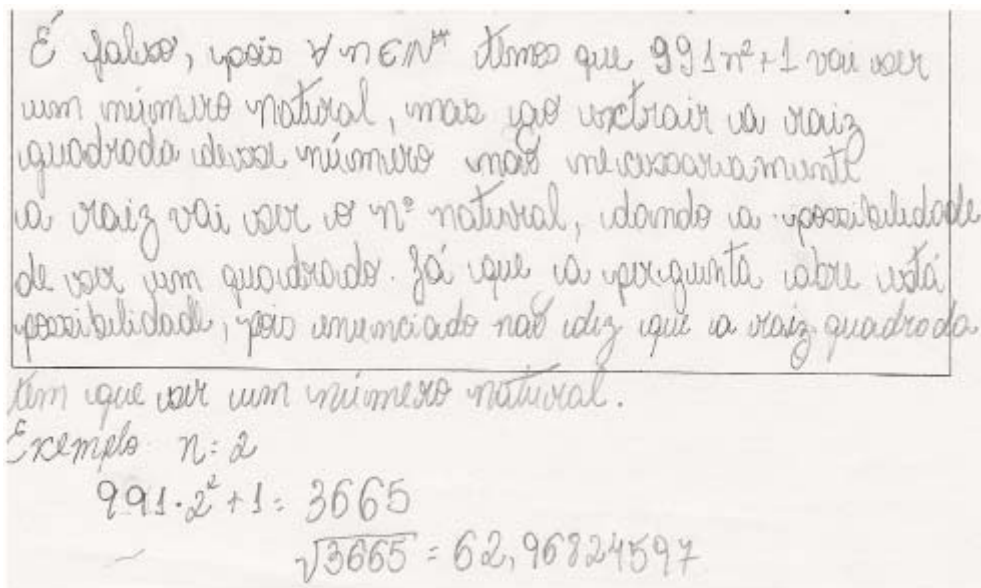 É falso, pois ∀ n ∈ N* temos que 991n²+1 vai ser
um número natural, mas ao extrair a raiz
quadrada desse número não necessariamente
a raiz vai ser o nº natural, dando a possibilidade
de ser um quadrado. Já que a pergunta abre esta
possibilidade, pois enunciado não diz que a raiz quadrada
tem que ser um número natural.
Exemplo n=2
991·2²+1= 3665
√3665 = 62,96824597